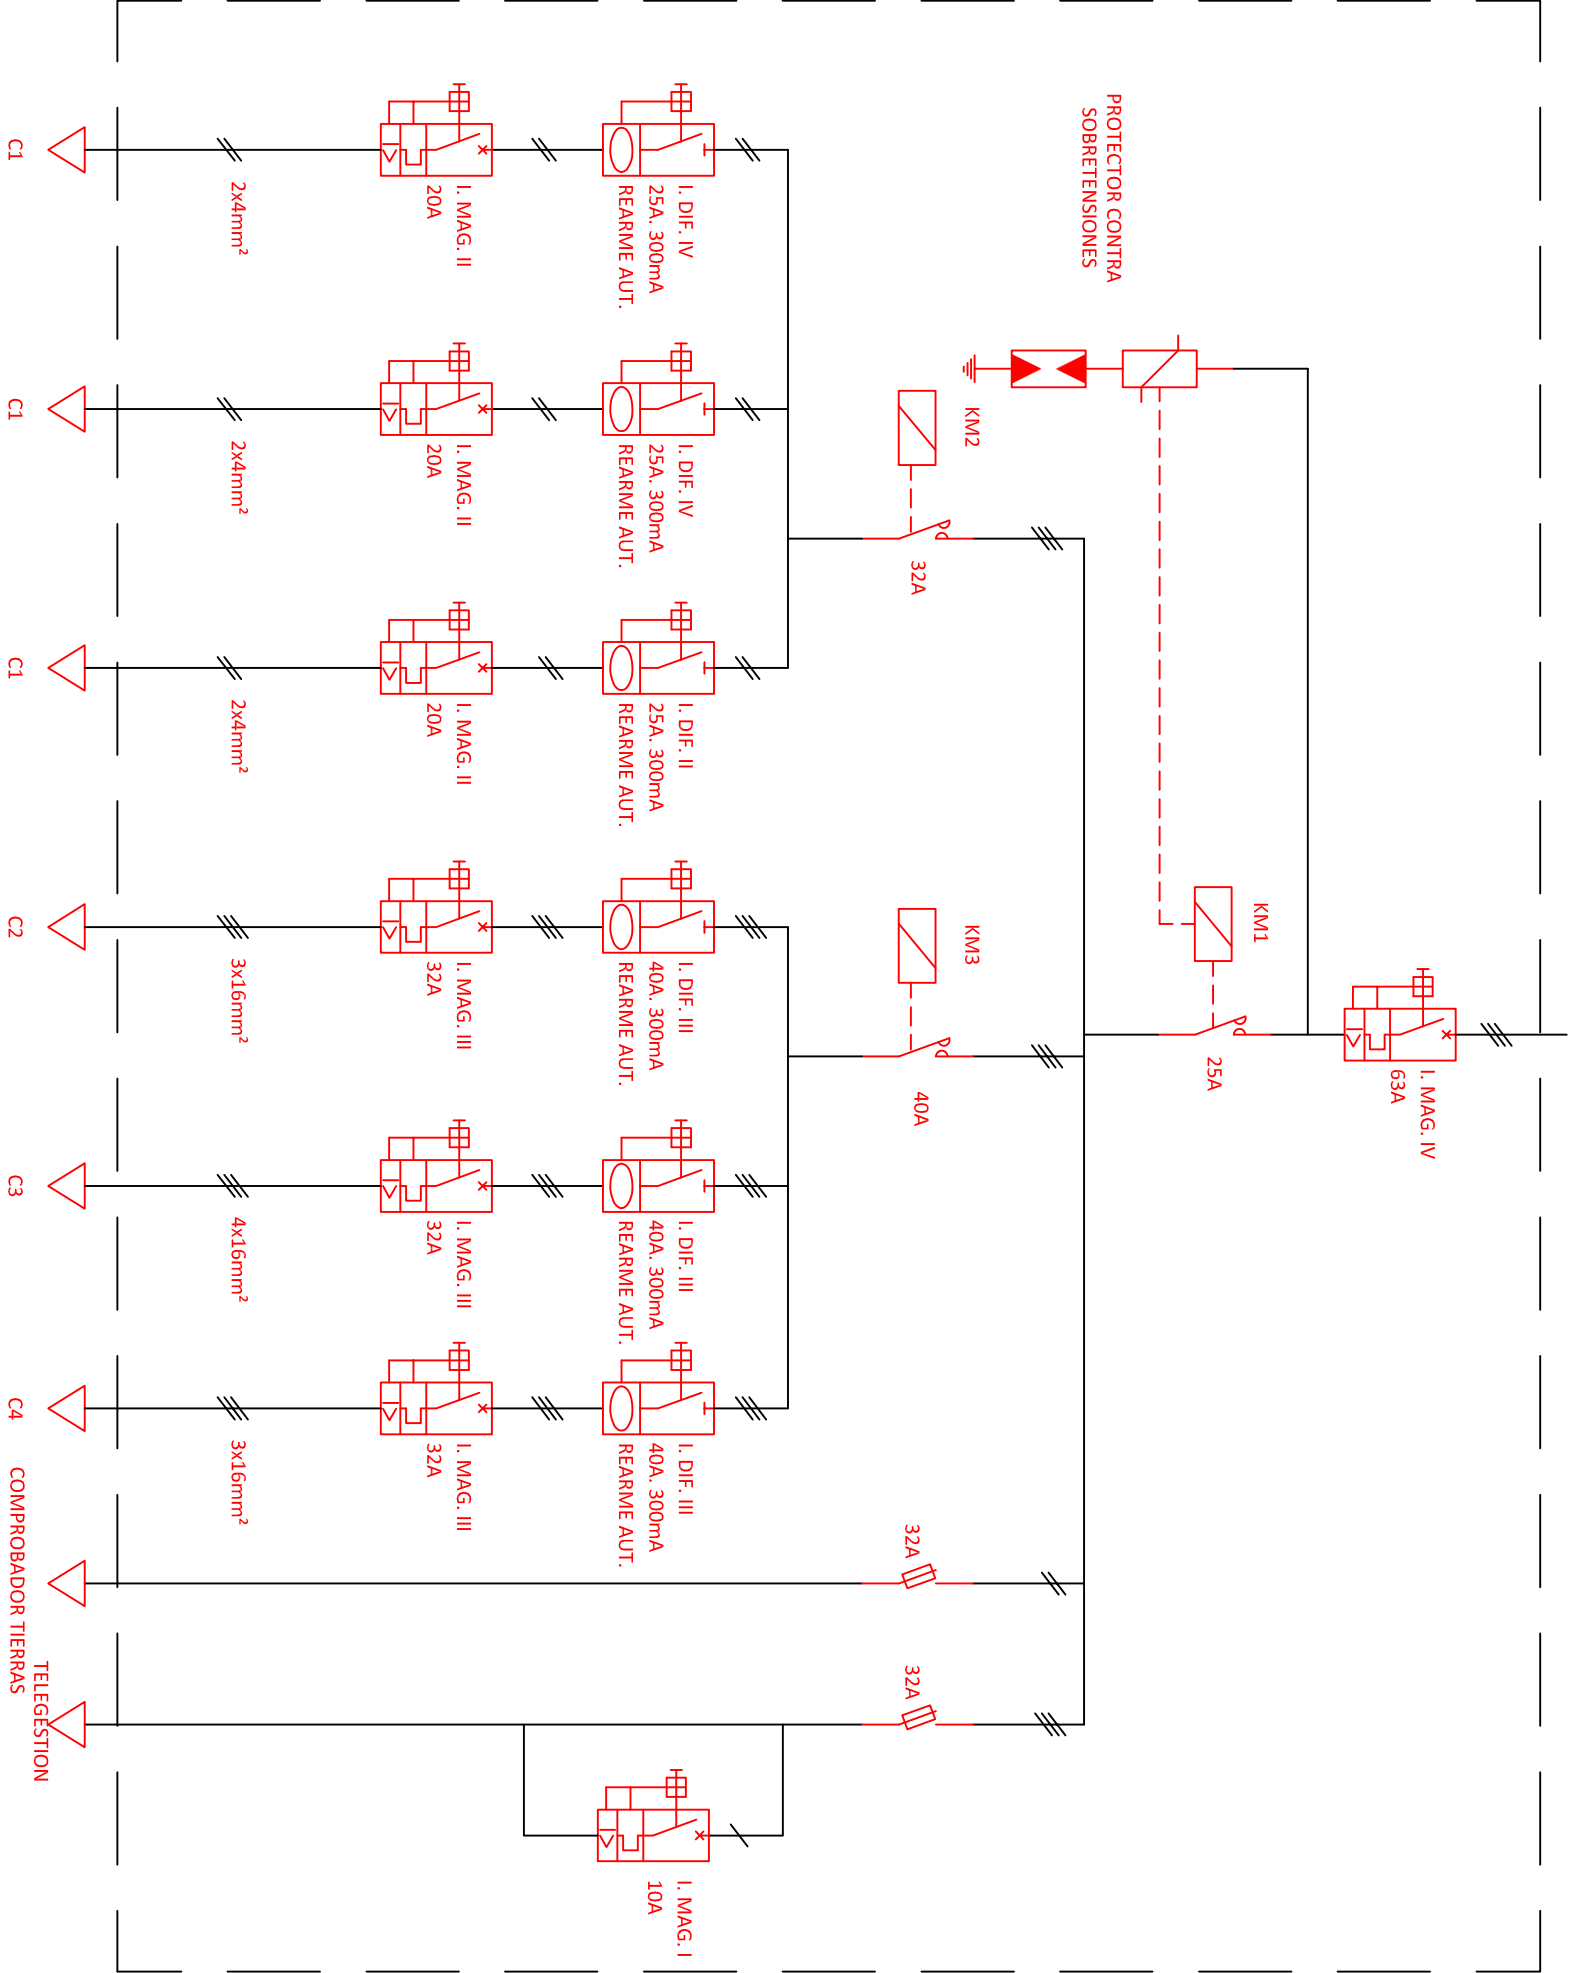 I. MAG. IV
63A
KM1
25A
PROTECTOR CONTRA
SOBRETENSIONES
KM2
32A
KM3
40A
32A
32A
I. DIF. IV
25A. 300mA
REARME AUT.
I. DIF. IV
25A. 300mA
REARME AUT.
I. DIF. II
25A. 300mA
REARME AUT.
I. DIF. III
40A. 300mA
REARME AUT.
I. DIF. III
40A. 300mA
REARME AUT.
I. DIF. III
40A. 300mA
REARME AUT.
I. MAG. I
10A
I. MAG. II
20A
I. MAG. II
20A
I. MAG. II
20A
I. MAG. III
32A
I. MAG. III
32A
I. MAG. III
32A
2x4mm²
2x4mm²
2x4mm²
3x16mm²
4x16mm²
3x16mm²
C1
C1
C1
C2
C3
C4
TELEGESTION
COMPROBADOR TIERRAS